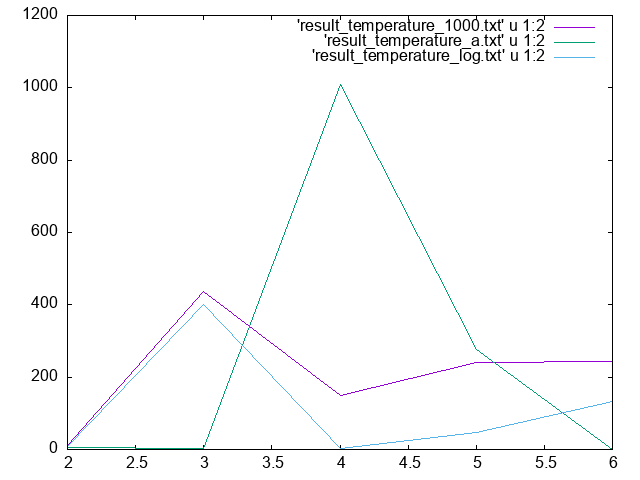 'result_temperature_1000.txt' u 1:2
'result_temperature_a.txt' u 1:2
'result_temperature_log.txt' u 1:2
1200
1000
800
600
400
200
0
2 2.5 3 3.5 4 4.5 5 5.5 6